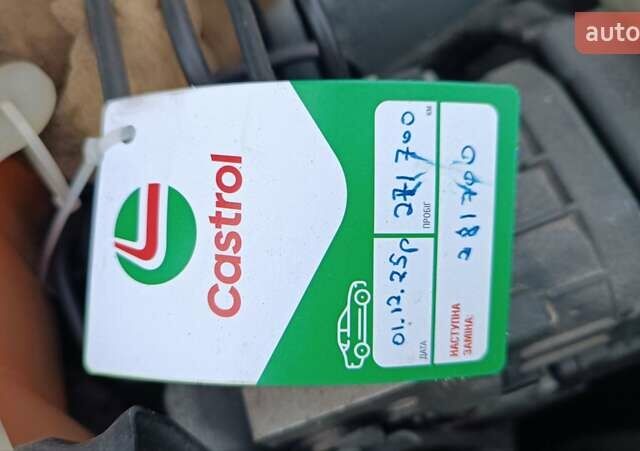 auto
Castrol
01.12.25р
271 700
КМ
ДАТА
ПРОБІГ
НАСТУПНА
ЗАМІНА:
281700